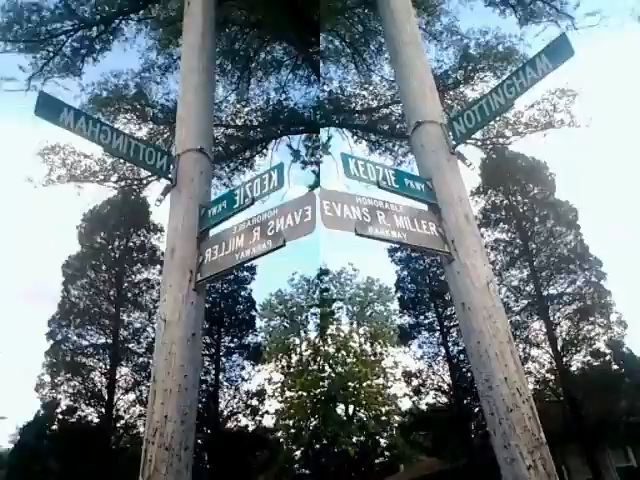 NOTTINGHAM
KEDZIE PKWY
HONORABLE
EVANS R. MILLER
PARKWAY
NOTTINGHAM
KEDZIE PKWY
HONORABLE
EVANS R. MILLER
PARKWAY